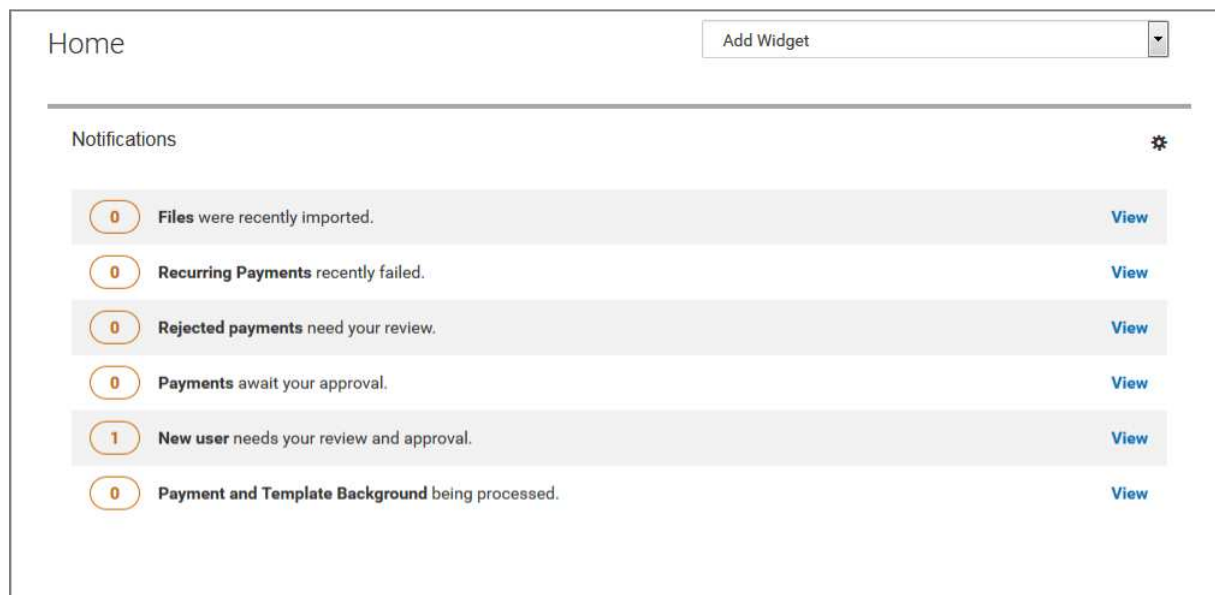 Home
Add Widget
Notifications
0 Files were recently imported. View
0 Recurring Payments recently failed. View
0 Rejected payments need your review. View
0 Payments await your approval. View
1 New user needs your review and approval. View
0 Payment and Template Background being processed. View